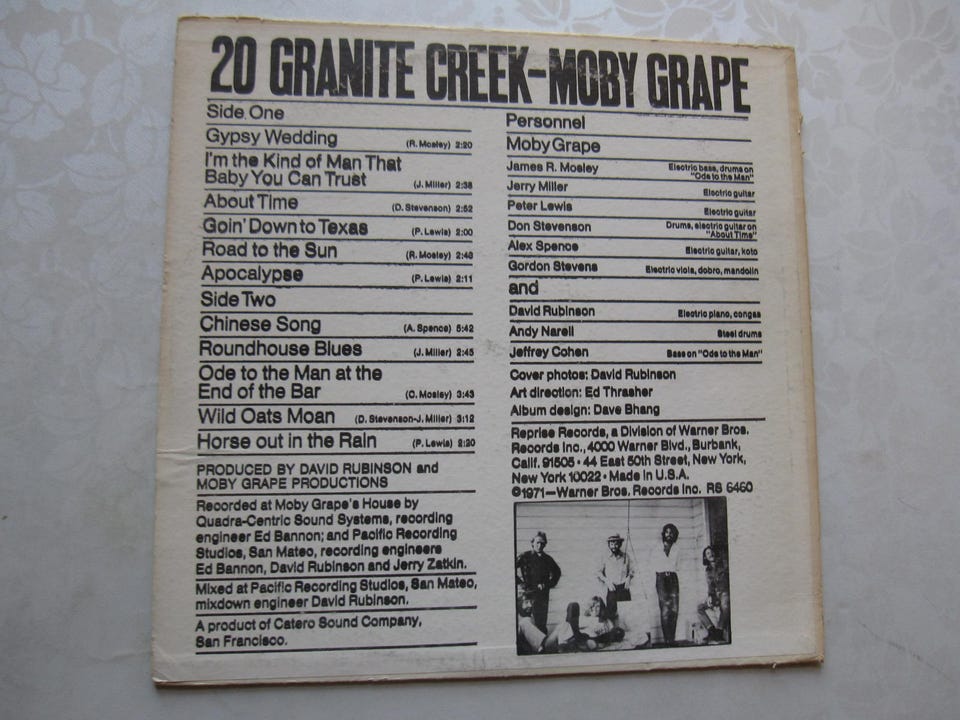 20 GRANITE CREEK-MOBY GRAPE
Side One
Gypsy Wedding (R. Mosley) 2:20
I'm the Kind of Man That
Baby You Can Trust (J. Miller) 2:38
About Time (D. Stevenson) 2:52
Goin' Down to Texas (P. Lewis) 2:00
Road to the Sun (R. Mosley) 2:48
Apocalypse (P. Lewis) 2:11
Side Two
Chinese Song (A. Spence) 5:42
Roundhouse Blues (J. Miller) 2:45
Ode to the Man at the
End of the Bar (C. Mosley) 3:43
Wild Oats Moan (D. Stevenson-J. Miller) 3:12
Horse out in the Rain (P. Lewis) 2:20
PRODUCED BY DAVID RUBINSON and
MOBY GRAPE PRODUCTIONS
Recorded at Moby Grape's House by
Quadra-Centric Sound Systems, recording
engineer Ed Bannon; and Pacific Recording
Studios, San Mateo, recording engineers
Ed Bannon, David Rubinson and Jerry Zatkin.
Mixed at Pacific Recording Studios, San Mateo,
mixdown engineer David Rubinson.
A product of Catero Sound Company,
San Francisco.
Personnel
Moby Grape
James R. Mosley Electric bass, drums on
"Ode to the Man"
Jerry Miller Electric guitar
Peter Lewis Electric guitar
Don Stevenson Drums, electric guitar on
"About Time"
Alex Spence Electric guitar, koto
Gordon Stevens Electric viola, dobro, mandolin
and
David Rubinson Electric piano, congas
Andy Narell Steel drums
Jeffrey Cohen Bass on "Ode to the Man"
Cover photos: David Rubinson
Art direction: Ed Thrasher
Album design: Dave Bhang
Reprise Records, a Division of Warner Bros.
Records Inc., 4000 Warner Blvd., Burbank,
Calif. 91505 • 44 East 50th Street, New York,
New York 10022 • Made in U.S.A.
©1971—Warner Bros. Records Inc. RS 6460